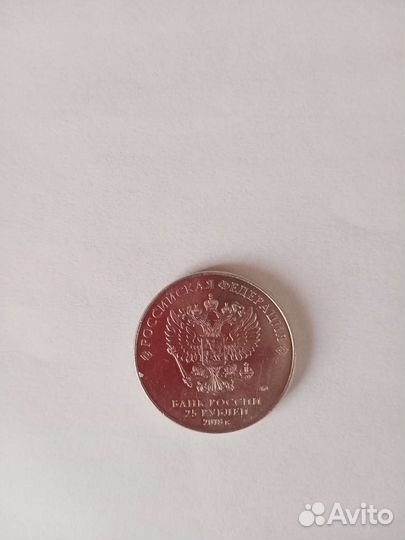 РОССИЙСКАЯ ФЕДЕРАЦИЯ
БАНК РОССИИ
25 РУБЛЕЙ
2018 г.
Avito